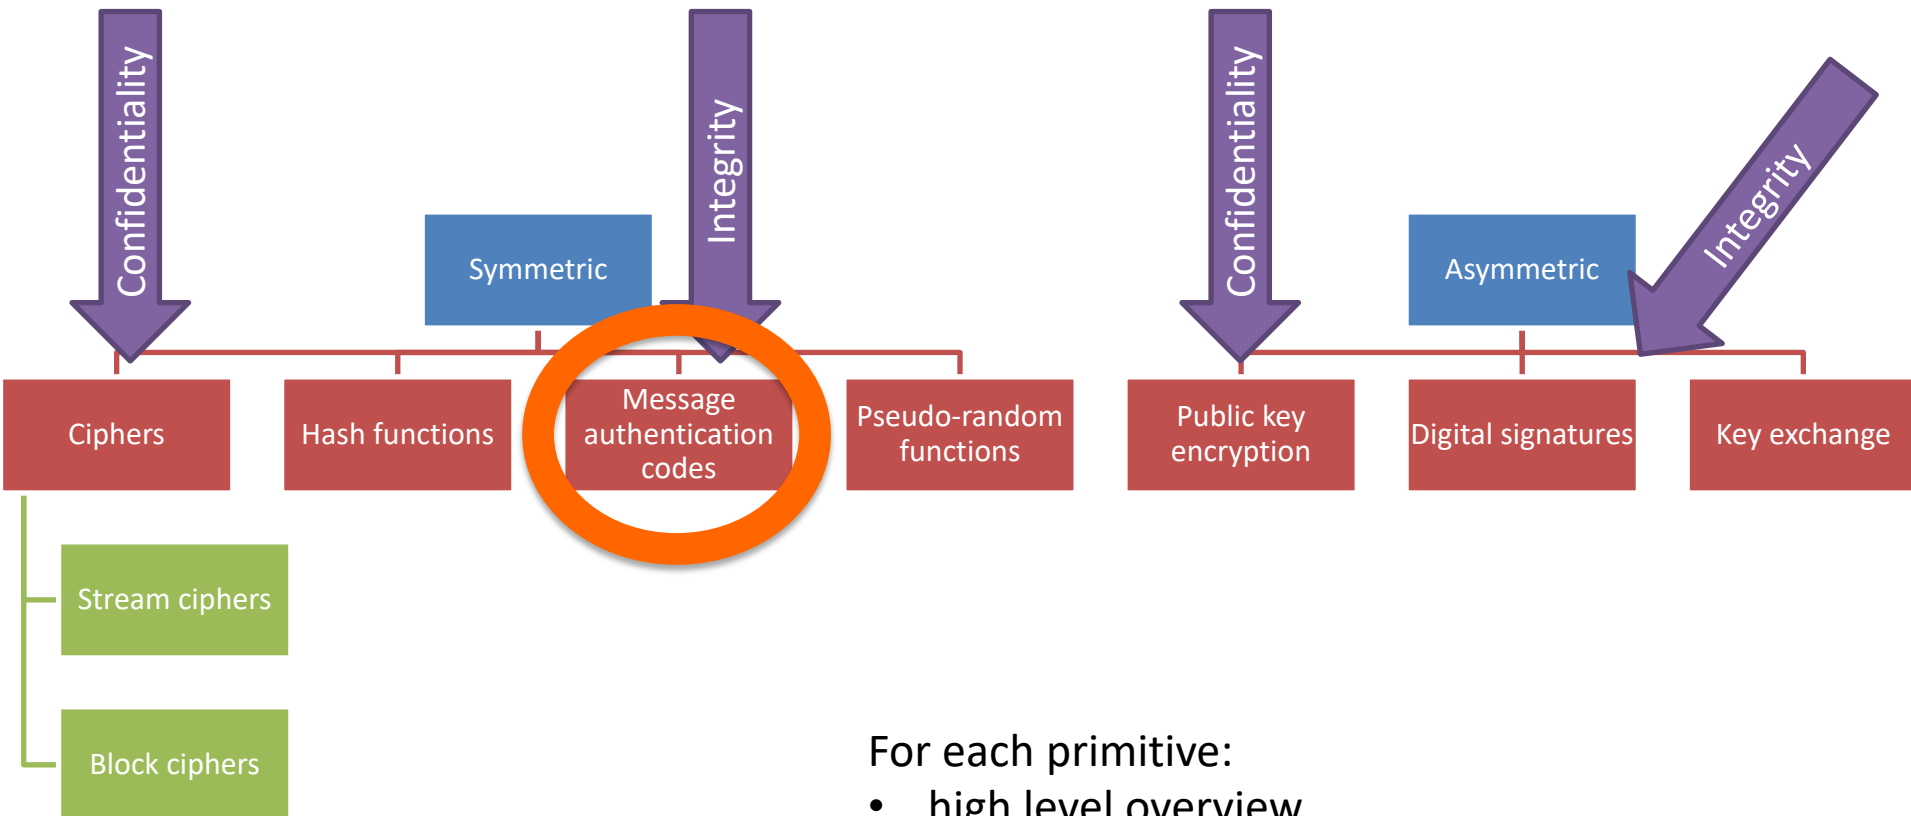 Confidentiality
Integrity
Confidentiality
Integrity
Symmetric
Asymmetric
Ciphers
Hash functions
Message
authentication
codes
Pseudo-random
functions
Public key
encryption
Digital signatures
Key exchange
Stream ciphers
Block ciphers
For each primitive:
• high level overview